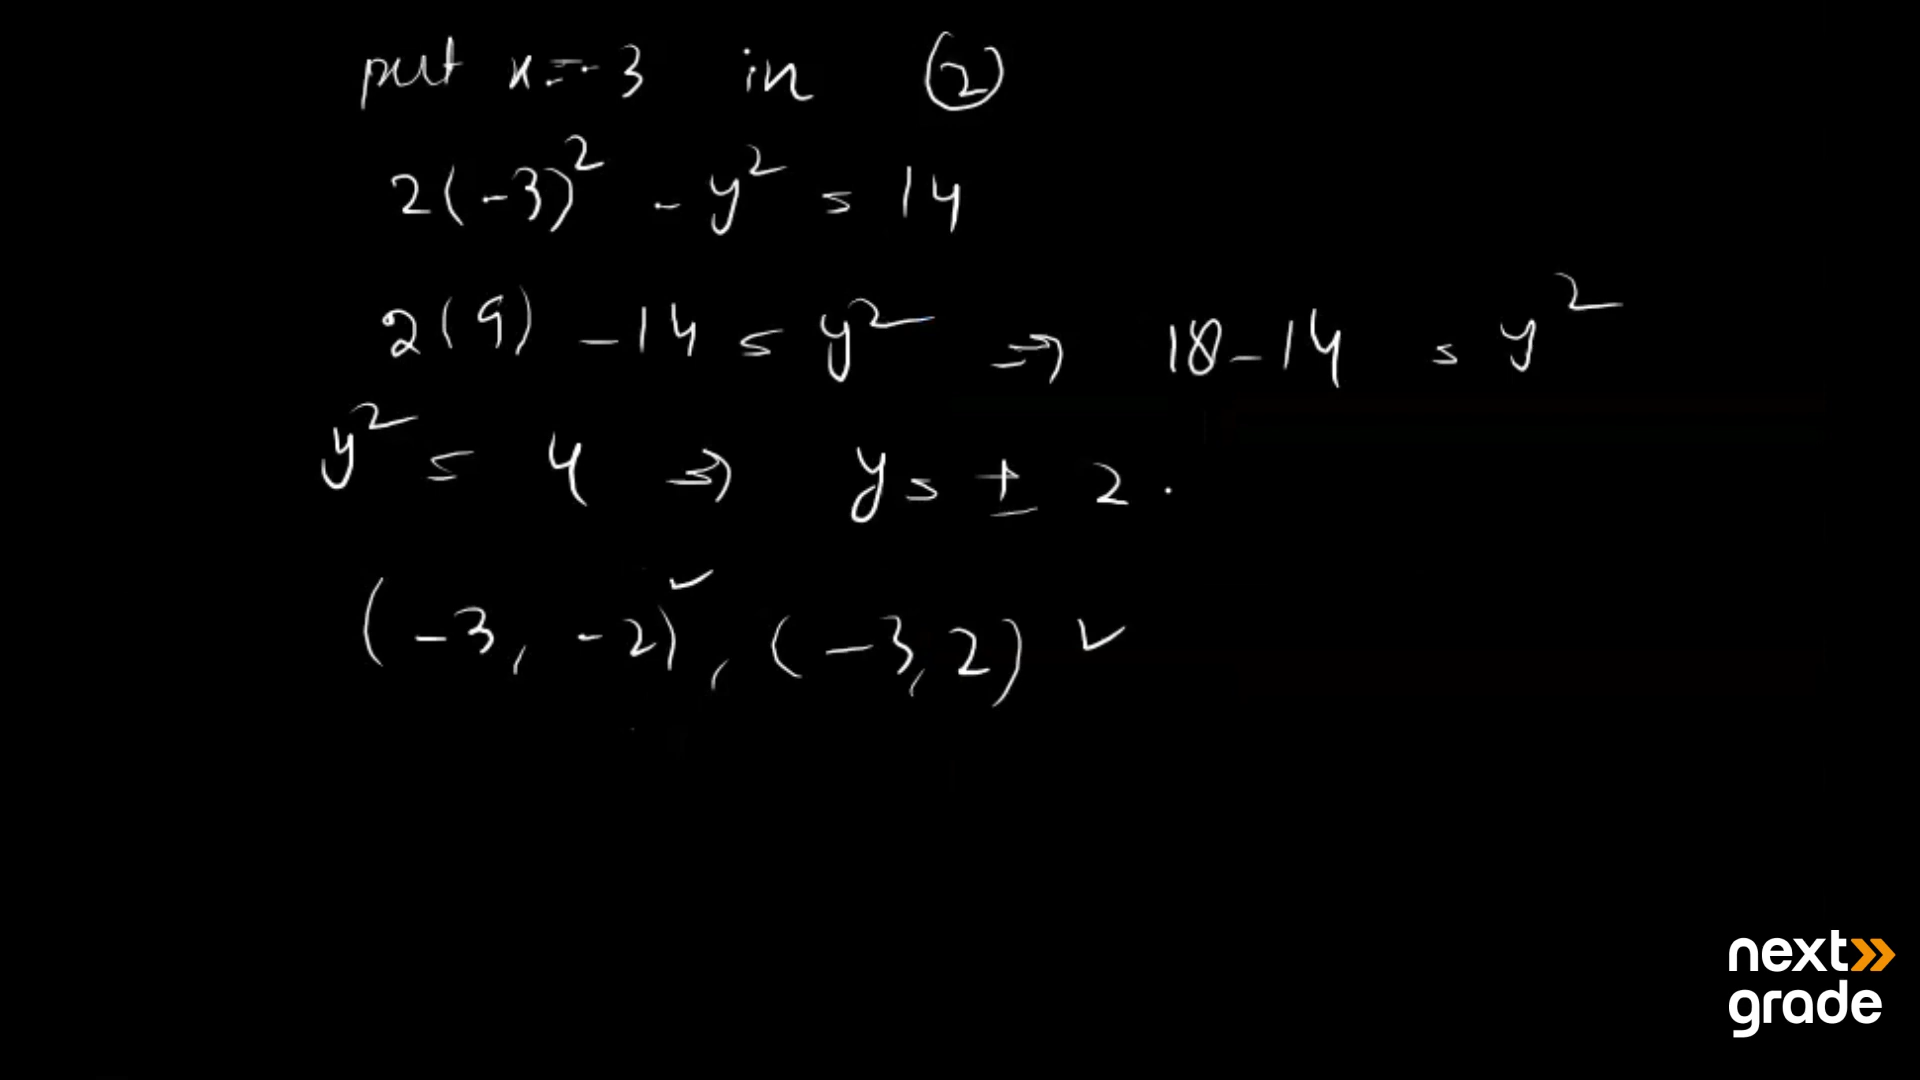 put x = -3 in ②
2(-3)² - y² = 14
2(9) - 14 = y² ⇒ 18 - 14 = y²
y² = 4 ⇒ y = ± 2.
(-3, -2) ✓, (-3, 2) ✓
next
grade